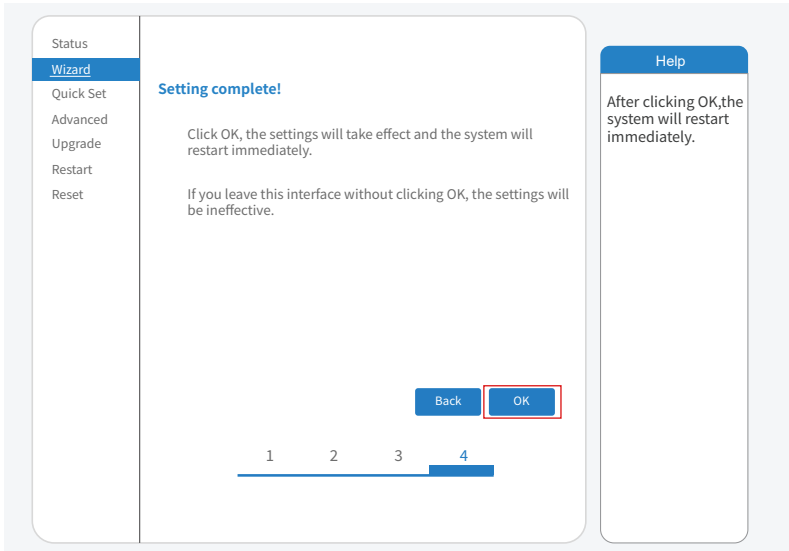 Status
Wizard
Quick Set
Advanced
Upgrade
Restart
Reset
Setting complete!
Click OK, the settings will take effect and the system will
restart immediately.
If you leave this interface without clicking OK, the settings will
be ineffective.
Back
OK
1 2 3 4
Help
After clicking OK,the
system will restart
immediately.